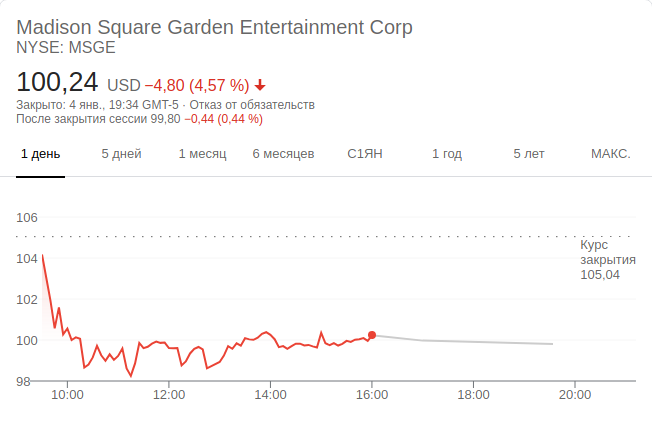 Madison Square Garden Entertainment Corp
NYSE: MSGE
100,24 USD −4,80 (4,57 %)
Закрыто: 4 янв., 19:34 GMT-5 · Отказ от обязательств
После закрытия сессии 99,80 −0,44 (0,44 %)
1 день 5 дней 1 месяц 6 месяцев С1ЯН 1 год 5 лет МАКС.
106
Курс
104
закрытия
105,04
102
100
98
10:00 12:00 14:00 16:00 18:00 20:00